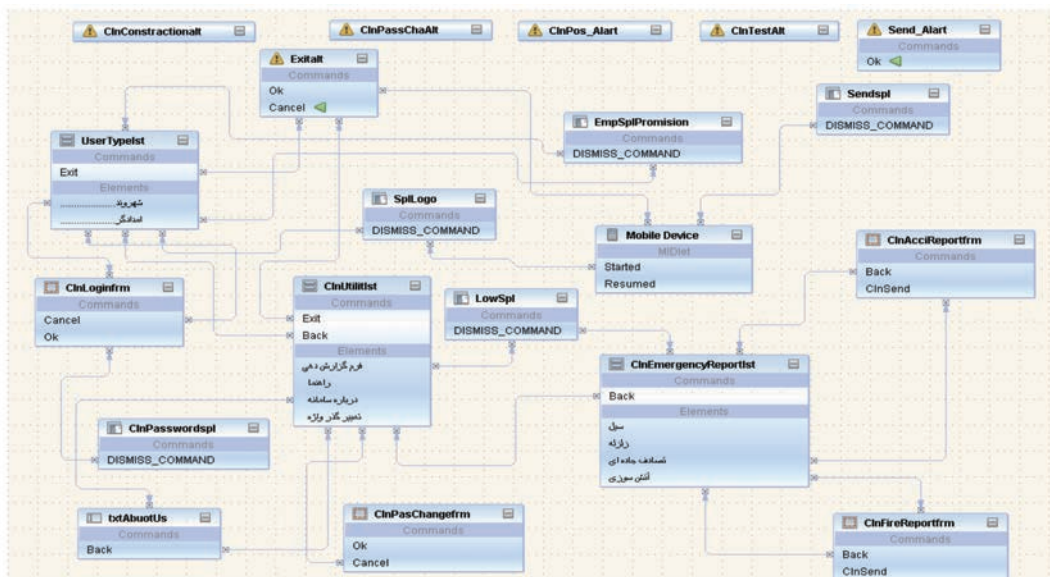 ClnConstractionalt
ClnPassChaAlt
ClnPos_Alart
ClnTestAlt
Send_Alart
Commands
Ok
Exitalt
Commands
Ok
Cancel
Sendspl
Commands
DISMISS_COMMAND
EmpSplPromision
Commands
DISMISS_COMMAND
UserTypelst
Commands
Exit
Elements
شهروند......................
امدادگر......................
SplLogo
Commands
DISMISS_COMMAND
Mobile Device
MIDlet
Started
Resumed
ClnAcciReportfrm
Commands
Back
ClnSend
ClnLoginfrm
Commands
Cancel
Ok
ClnUtilitlst
Commands
Exit
Back
Elements
فرم گزارش دهی
راهنما
درباره سامانه
تغییر گذر واژه
LowSpl
Commands
DISMISS_COMMAND
ClnEmergencyReportlst
Commands
Back
Elements
سیل
زلزله
تصادف جاده ای
آتش سوزی
ClnPasswordspl
Commands
DISMISS_COMMAND
txtAbuotUs
Commands
Back
ClnPasChangefrm
Commands
Ok
Cancel
ClnFireReportfrm
Commands
Back
ClnSend